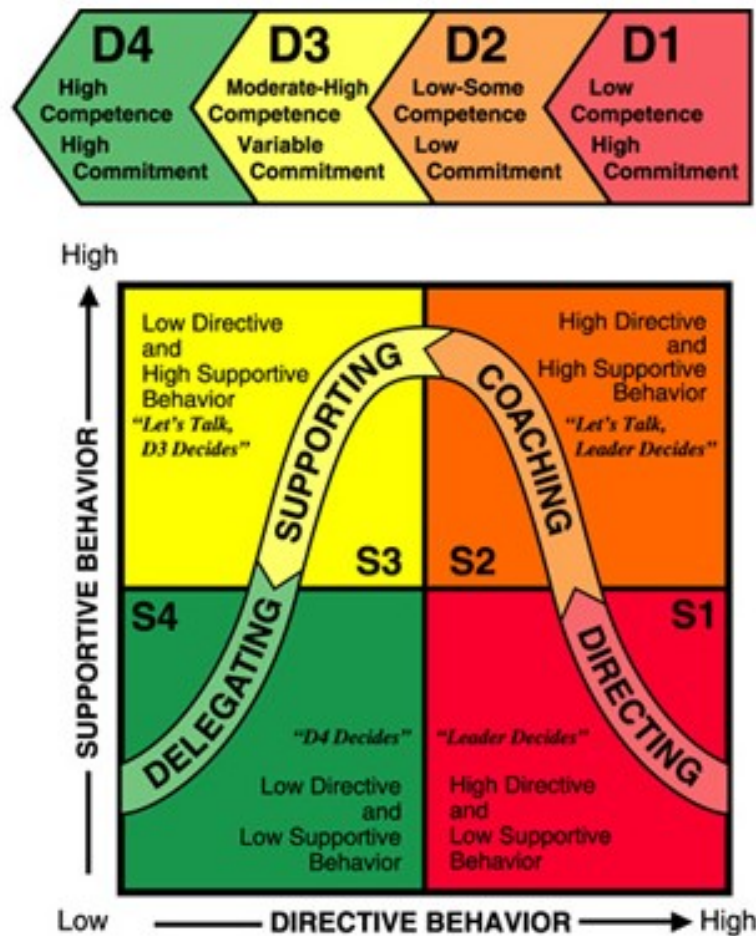 D4
High
Competence
High
Commitment
D3
Moderate-High
Competence
Variable
Commitment
D2
Low-Some
Competence
Low
Commitment
D1
Low
Competence
High
Commitment
High
SUPPORTIVE BEHAVIOR
Low Directive
and
High Supportive
Behavior
“Let’s Talk,
D3 Decides”
SUPPORTING
S3
High Directive
and
High Supportive
Behavior
“Let’s Talk,
Leader Decides”
COACHING
S2
S4
DELEGATING
“D4 Decides”
Low Directive
and
Low Supportive
Behavior
S1
DIRECTING
“Leader Decides”
High Directive
and
Low Supportive
Behavior
Low
DIRECTIVE BEHAVIOR
High